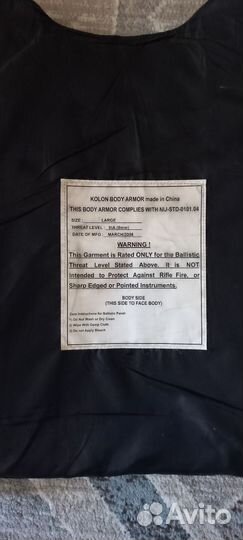 KOLON BODY ARMOR made in China
THIS BODY ARMOR COMPLIES WITH NIJ-STD-0101.04
SIZE : LARGE
THREAT LEVEL : IIIA (9mm)
DATE OF MFG : MARCH/2006
WARNING !
This Garment is Rated ONLY for the Ballistic
Threat Level Stated Above. It is NOT
Intended to Protect Against Rifle Fire, or
Sharp Edged or Pointed Instruments.
BODY SIDE
(THIS SIDE TO FACE BODY)
Care Instructions for Ballistic Panel
1) Do Not Wash or Dry Clean
2) Wipe With Damp Cloth
3) Do not Apply Bleach
Avito